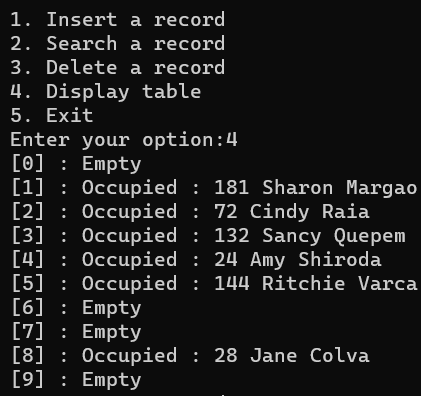 1. Insert a record
2. Search a record
3. Delete a record
4. Display table
5. Exit
Enter your option:4
[0] : Empty
[1] : Occupied : 181 Sharon Margao
[2] : Occupied : 72 Cindy Raia
[3] : Occupied : 132 Sancy Quepem
[4] : Occupied : 24 Amy Shiroda
[5] : Occupied : 144 Ritchie Varca
[6] : Empty
[7] : Empty
[8] : Occupied : 28 Jane Colva
[9] : Empty